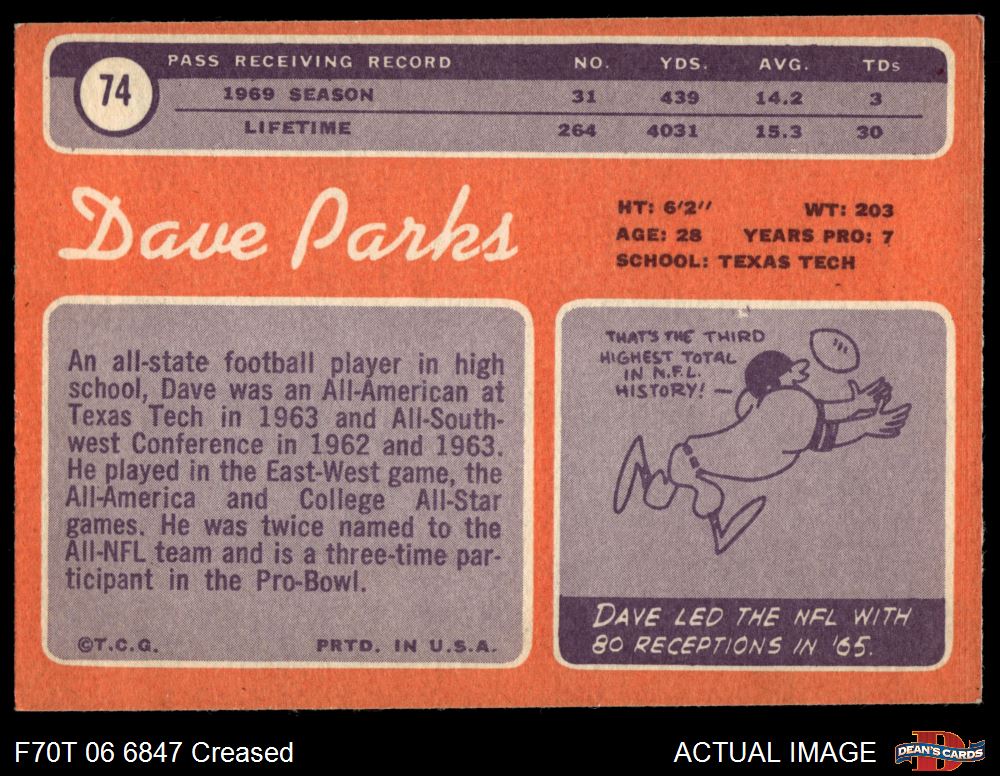 74
PASS RECEIVING RECORD NO. YDS. AVG. TDs
1969 SEASON 31 439 14.2 3
LIFETIME 264 4031 15.3 30
Dave Parks
HT: 6'2'' WT: 203
AGE: 28 YEARS PRO: 7
SCHOOL: TEXAS TECH
An all-state football player in high
school, Dave was an All-American at
Texas Tech in 1963 and All-South-
west Conference in 1962 and 1963.
He played in the East-West game, the
All-America and College All-Star
games. He was twice named to the
All-NFL team and is a three-time par-
ticipant in the Pro-Bowl.
©T.C.G. PRTD. IN U.S.A.
THAT'S THE THIRD
HIGHEST TOTAL
IN N.F.L.
HISTORY! —
DAVE LED THE NFL WITH
80 RECEPTIONS IN '65.
F70T 06 6847 Creased
ACTUAL IMAGE
D
DEAN'S CARDS